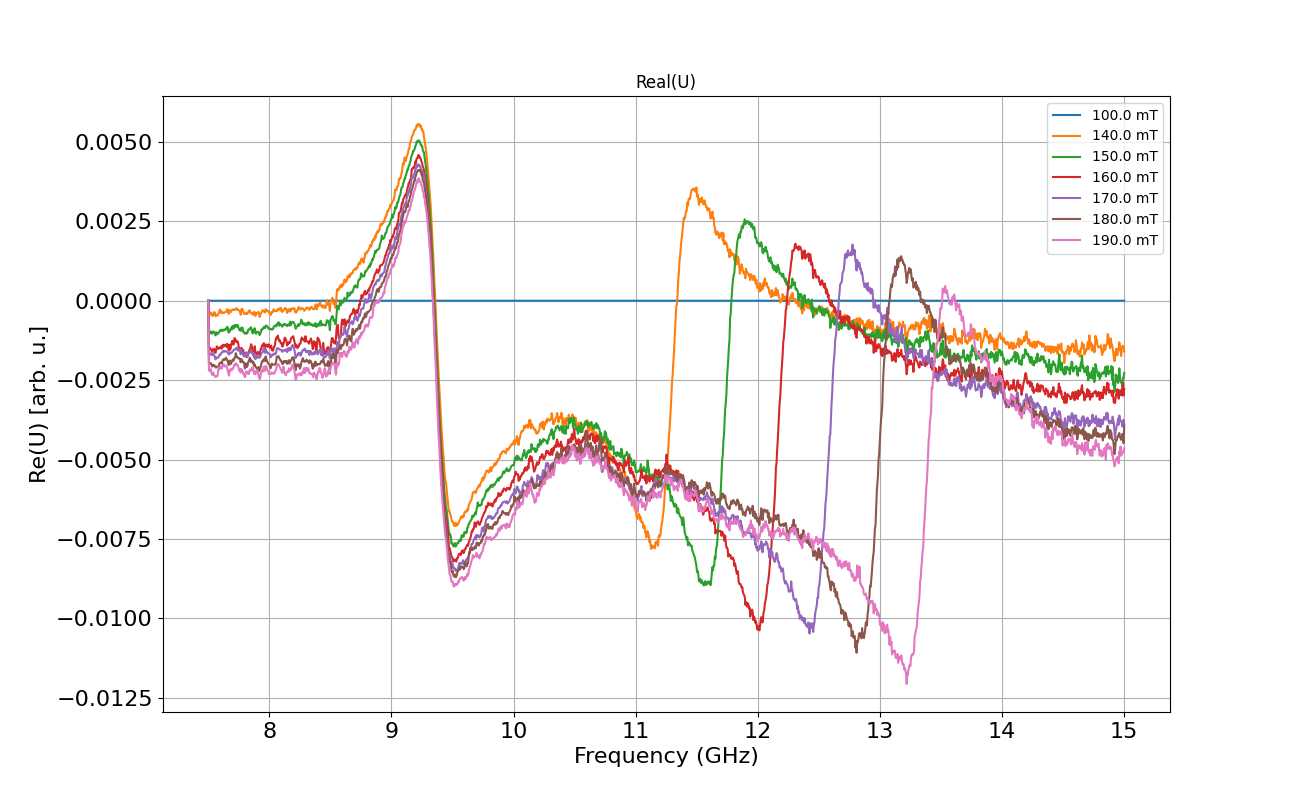 Real(U)
Re(U) [arb. u.]
0.0050
0.0025
0.0000
−0.0025
−0.0050
−0.0075
−0.0100
−0.0125
100.0 mT
140.0 mT
150.0 mT
160.0 mT
170.0 mT
180.0 mT
190.0 mT
8 9 10 11 12 13 14 15
Frequency (GHz)